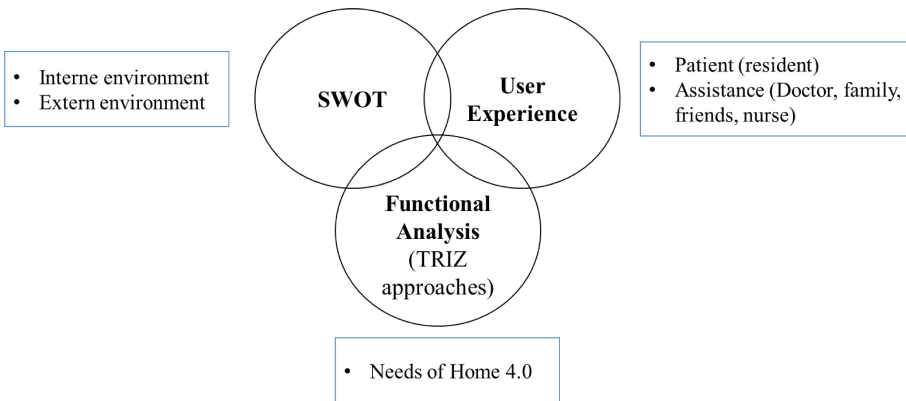 • Interne environment
• Extern environment
SWOT
User
Experience
• Patient (resident)
• Assistance (Doctor, family,
friends, nurse)
Functional
Analysis
(TRIZ
approaches)
• Needs of Home 4.0